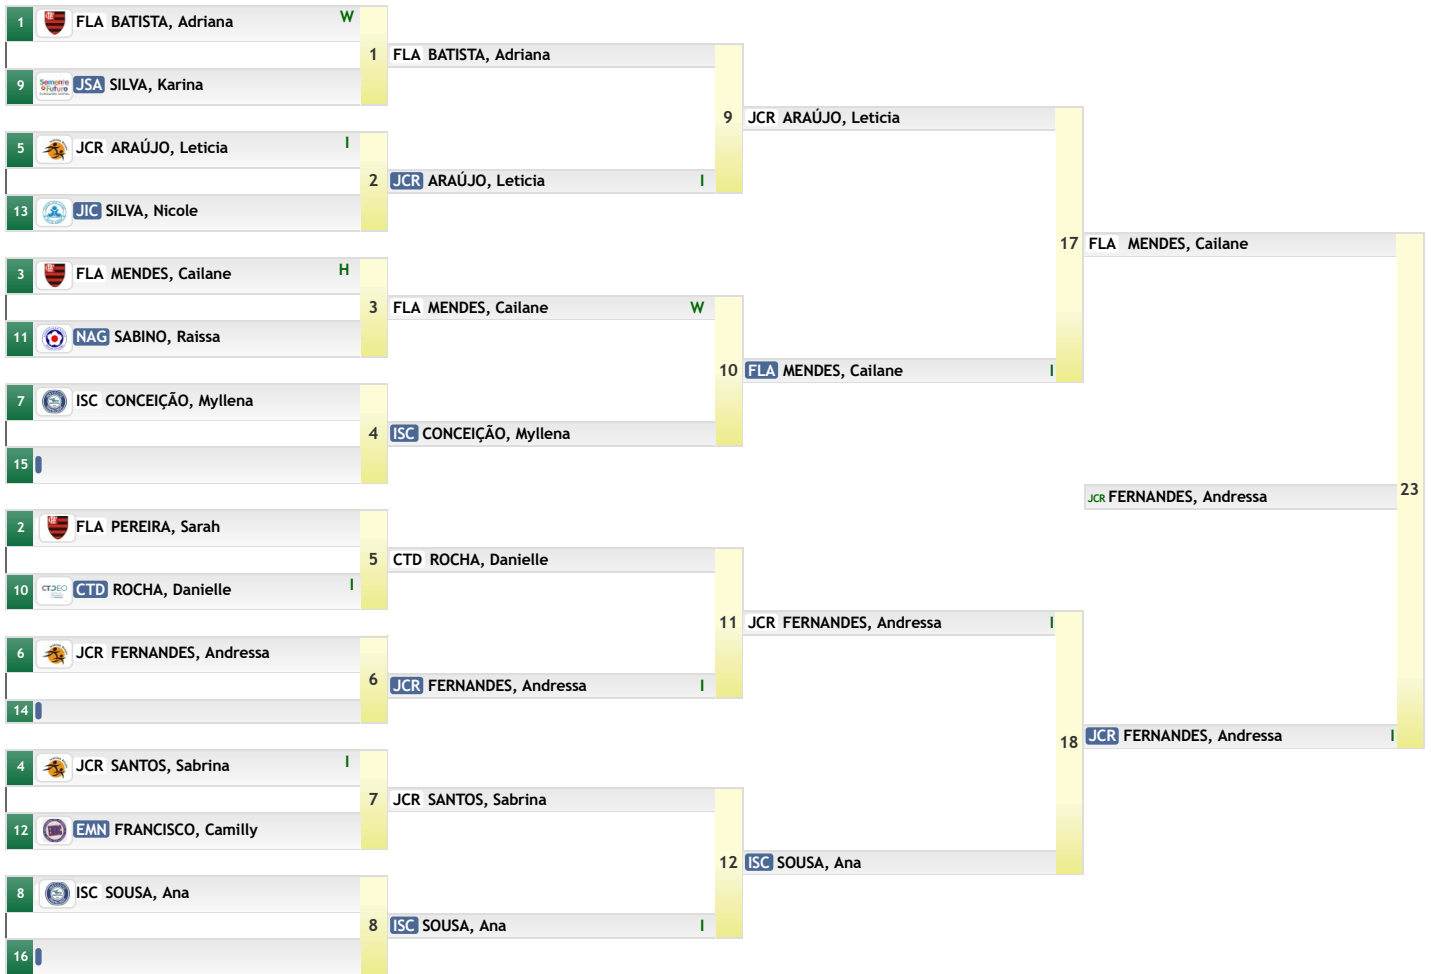 1 FLA BATISTA, Adriana W
9 JSA SILVA, Karina
1
5 JCR ARAÚJO, Leticia I
13 JIC SILVA, Nicole
2
3 FLA MENDES, Cailane H
11 NAG SABINO, Raissa
3
7 ISC CONCEIÇÃO, Myllena
15
4
2 FLA PEREIRA, Sarah
10 CTD ROCHA, Danielle I
5
6 JCR FERNANDES, Andressa
14
6
4 JCR SANTOS, Sabrina I
12 EMN FRANCISCO, Camilly
7
8 ISC SOUSA, Ana
16
8
FLA BATISTA, Adriana
JCR ARAÚJO, Leticia I
9
FLA MENDES, Cailane W
ISC CONCEIÇÃO, Myllena
10
CTD ROCHA, Danielle
JCR FERNANDES, Andressa I
11
JCR SANTOS, Sabrina
ISC SOUSA, Ana I
12
JCR ARAÚJO, Leticia
FLA MENDES, Cailane I
17
JCR FERNANDES, Andressa I
ISC SOUSA, Ana
18
FLA MENDES, Cailane
JCR FERNANDES, Andressa
23
JCR FERNANDES, Andressa I